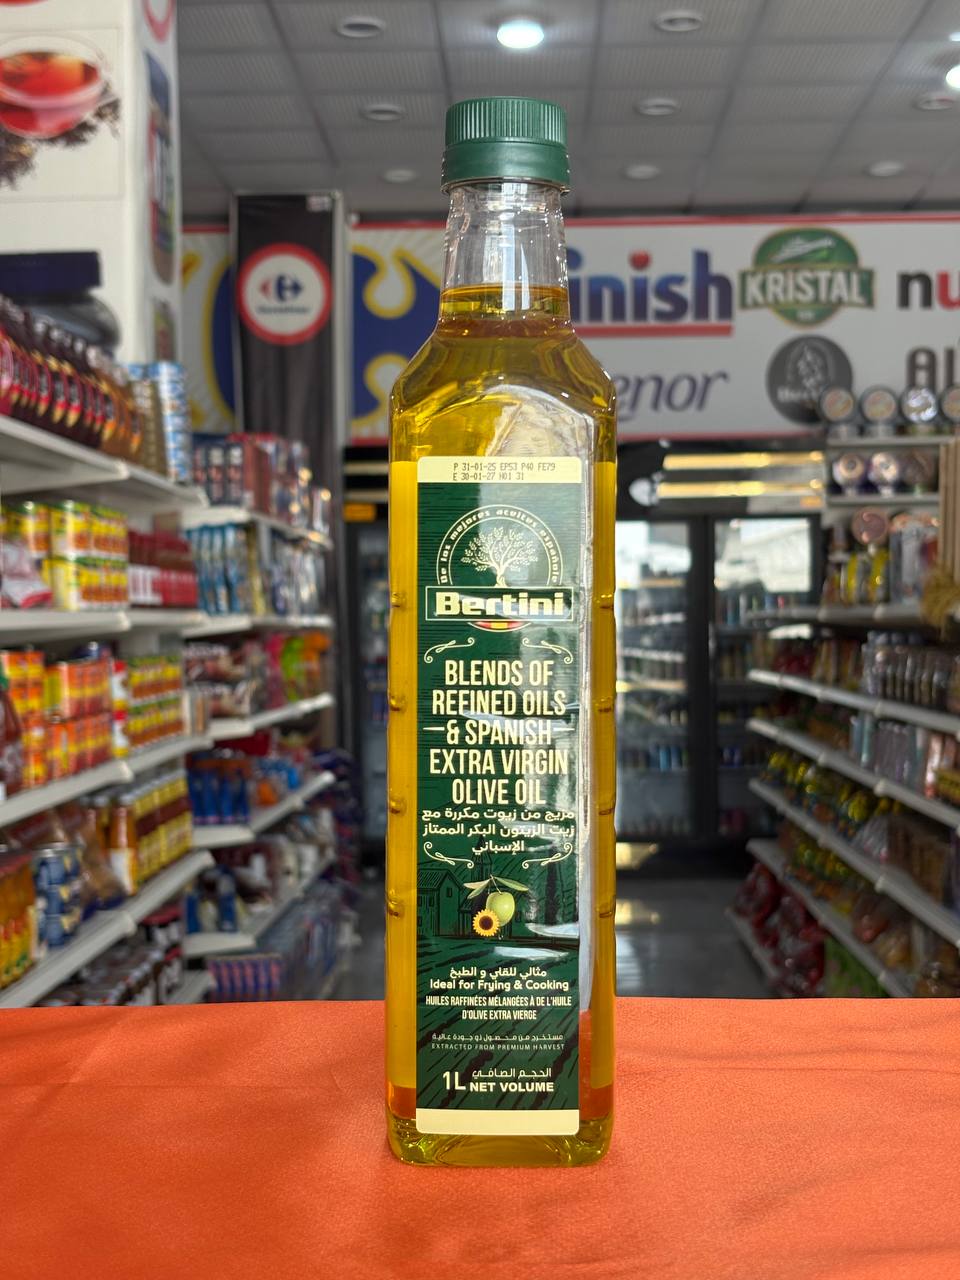 inish
KRISTAL
nu
enor
P 31-01-25 EP53 P40 FE79
E 30-01-27 H01 31
De los mejores aceites españole
Bertini
BLENDS OF
REFINED OILS
& SPANISH
EXTRA VIRGIN
OLIVE OIL
مزيج من زيوت مكررة مع
زيت الزيتون البكر الممتاز
الإسباني
مثالي للقلي و الطبخ
Ideal for Frying & Cooking
HUILES RAFFINÉES MÉLANGÉES À DE L'HUILE
D'OLIVE EXTRA VIERGE
مستخرج من محصول ذو جودة عالية
EXTRACTED FROM PREMIUM HARVEST
1L الحجم الصافي
NET VOLUME